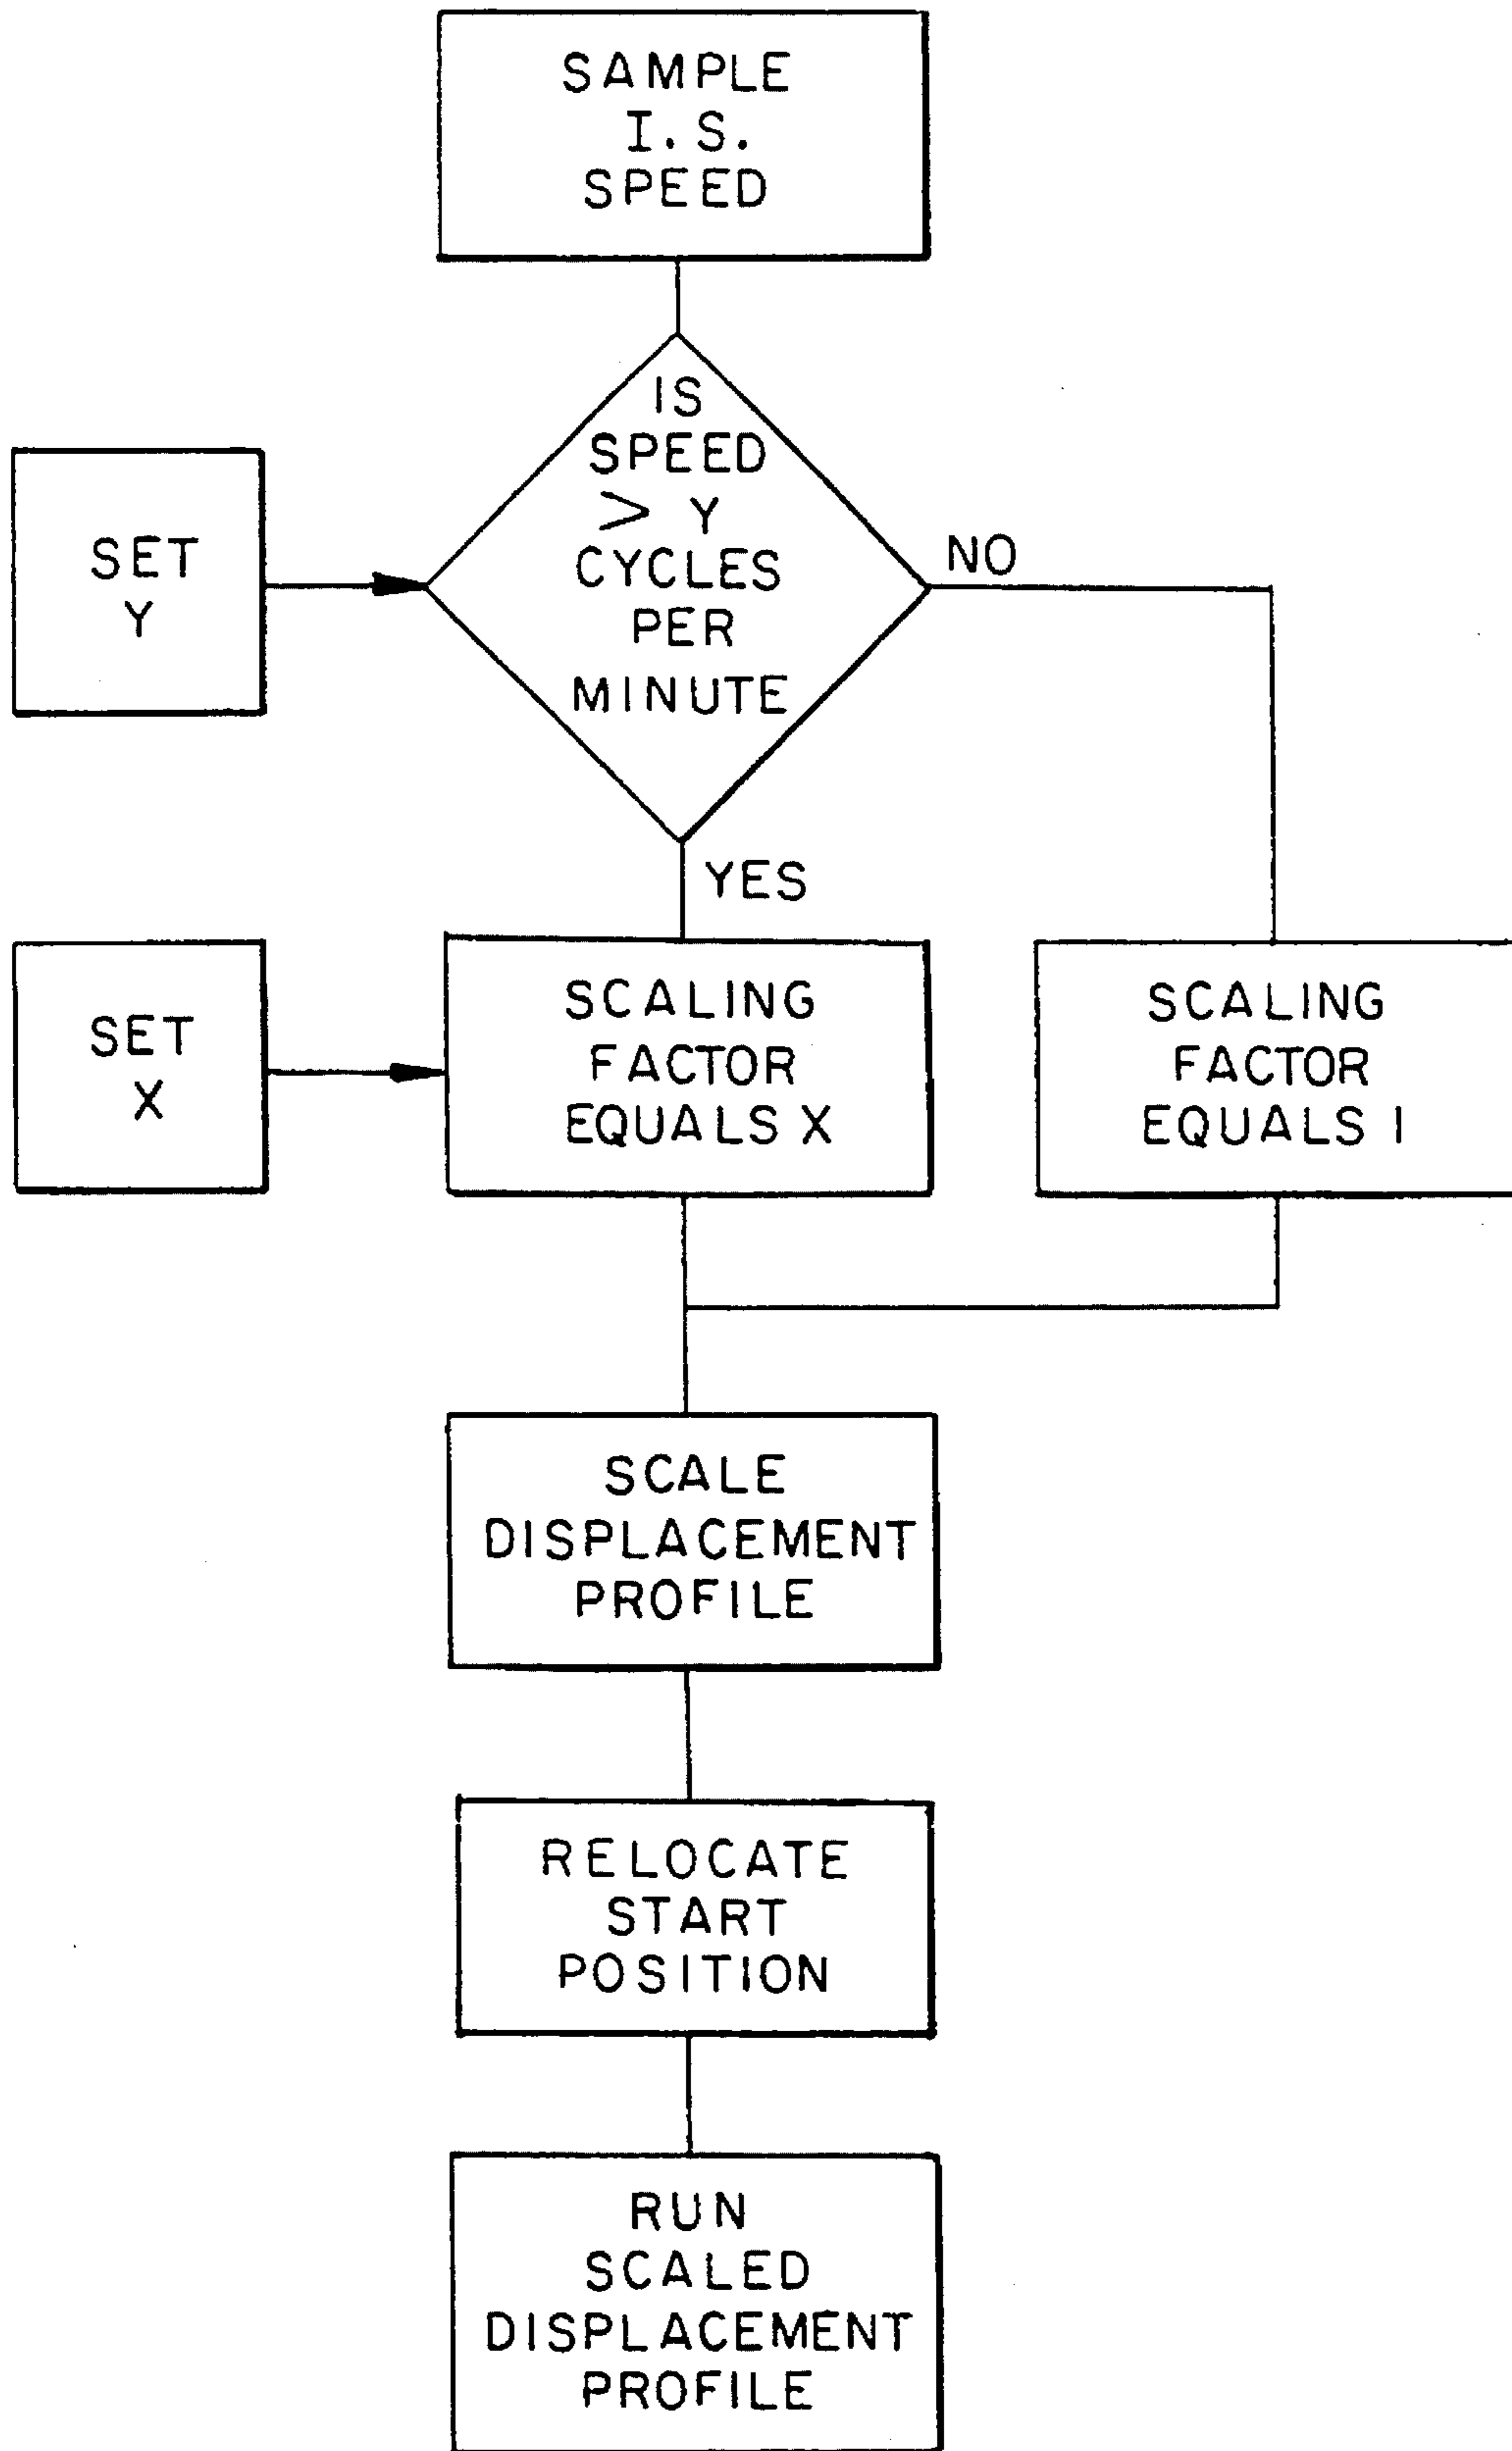 SAMPLE
I.S.
SPEED
IS
SPEED
> Y
CYCLES
PER
MINUTE
SET
Y
NO
YES
SET
X
SCALING
FACTOR
EQUALS X
SCALING
FACTOR
EQUALS 1
SCALE
DISPLACEMENT
PROFILE
RELOCATE
START
POSITION
RUN
SCALED
DISPLACEMENT
PROFILE